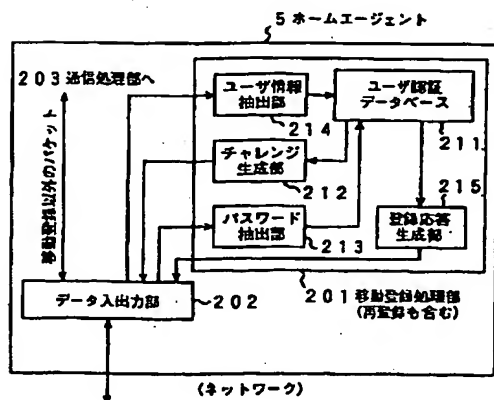 5 ホームエージェント
203 通信処理部へ
移動登録以外のパケット
ユーザ情報
抽出部
214
ユーザ認証
データベース
211
チャレンジ
生成部
212
215
パスワード
抽出部
213
登録応答
生成部
データ入出力部
202
201 移動登録処理部
(再登録も含む)
(ネットワーク)